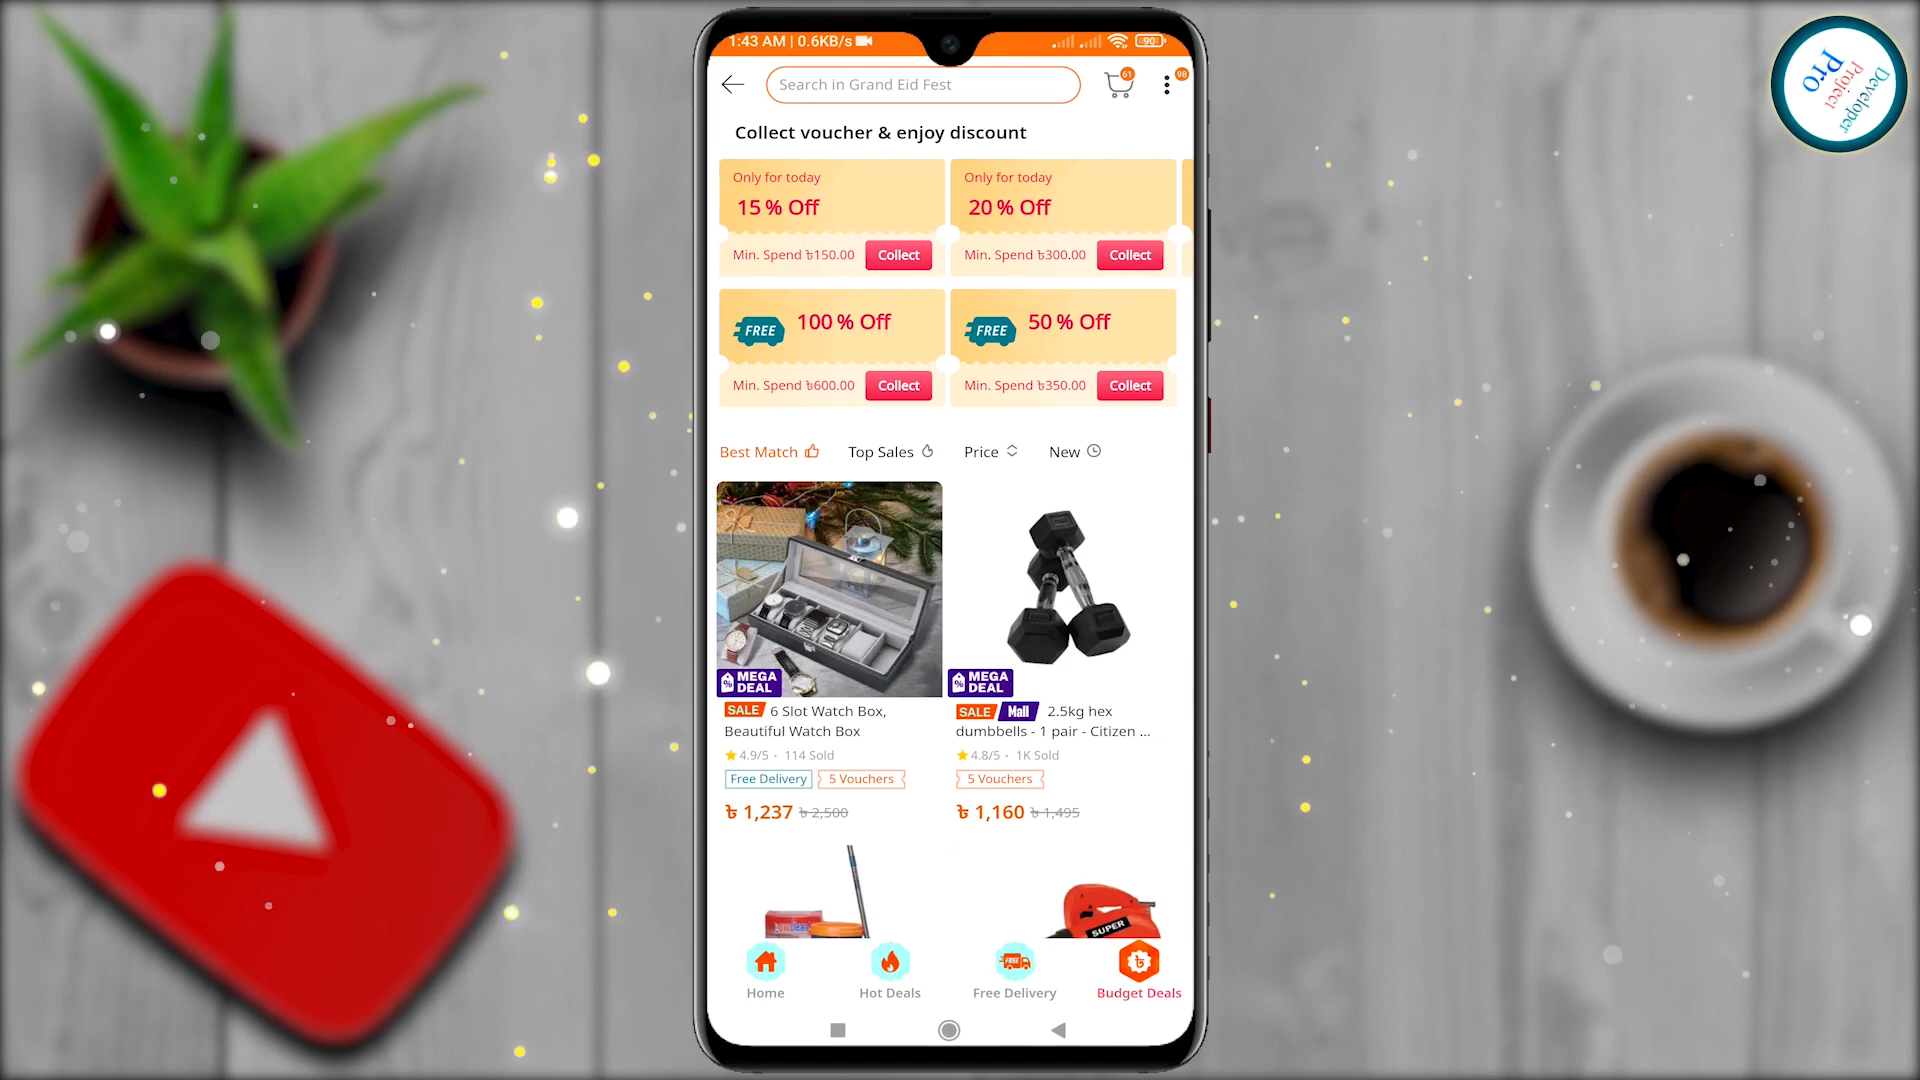 1:43 AM | 0.6KB/s
90
Search in Grand Eid Fest
61
98
Developer
Project
Pro
Collect voucher & enjoy discount
Only for today
15 % Off
Min. Spend ৳150.00
Collect
Only for today
20 % Off
Min. Spend ৳300.00
Collect
FREE
100 % Off
Min. Spend ৳600.00
Collect
FREE
50 % Off
Min. Spend ৳350.00
Collect
Best Match
Top Sales
Price
New
MEGA
DEAL
SALE 6 Slot Watch Box,
Beautiful Watch Box
4.9/5 • 114 Sold
Free Delivery
5 Vouchers
৳ 1,237 ৳ 2,500
MEGA
DEAL
SALE Mall 2.5kg hex
dumbbells - 1 pair - Citizen ...
4.8/5 • 1K Sold
5 Vouchers
৳ 1,160 ৳ 1,495
SUPER
Home
Hot Deals
FREE
Free Delivery
৳
Budget Deals